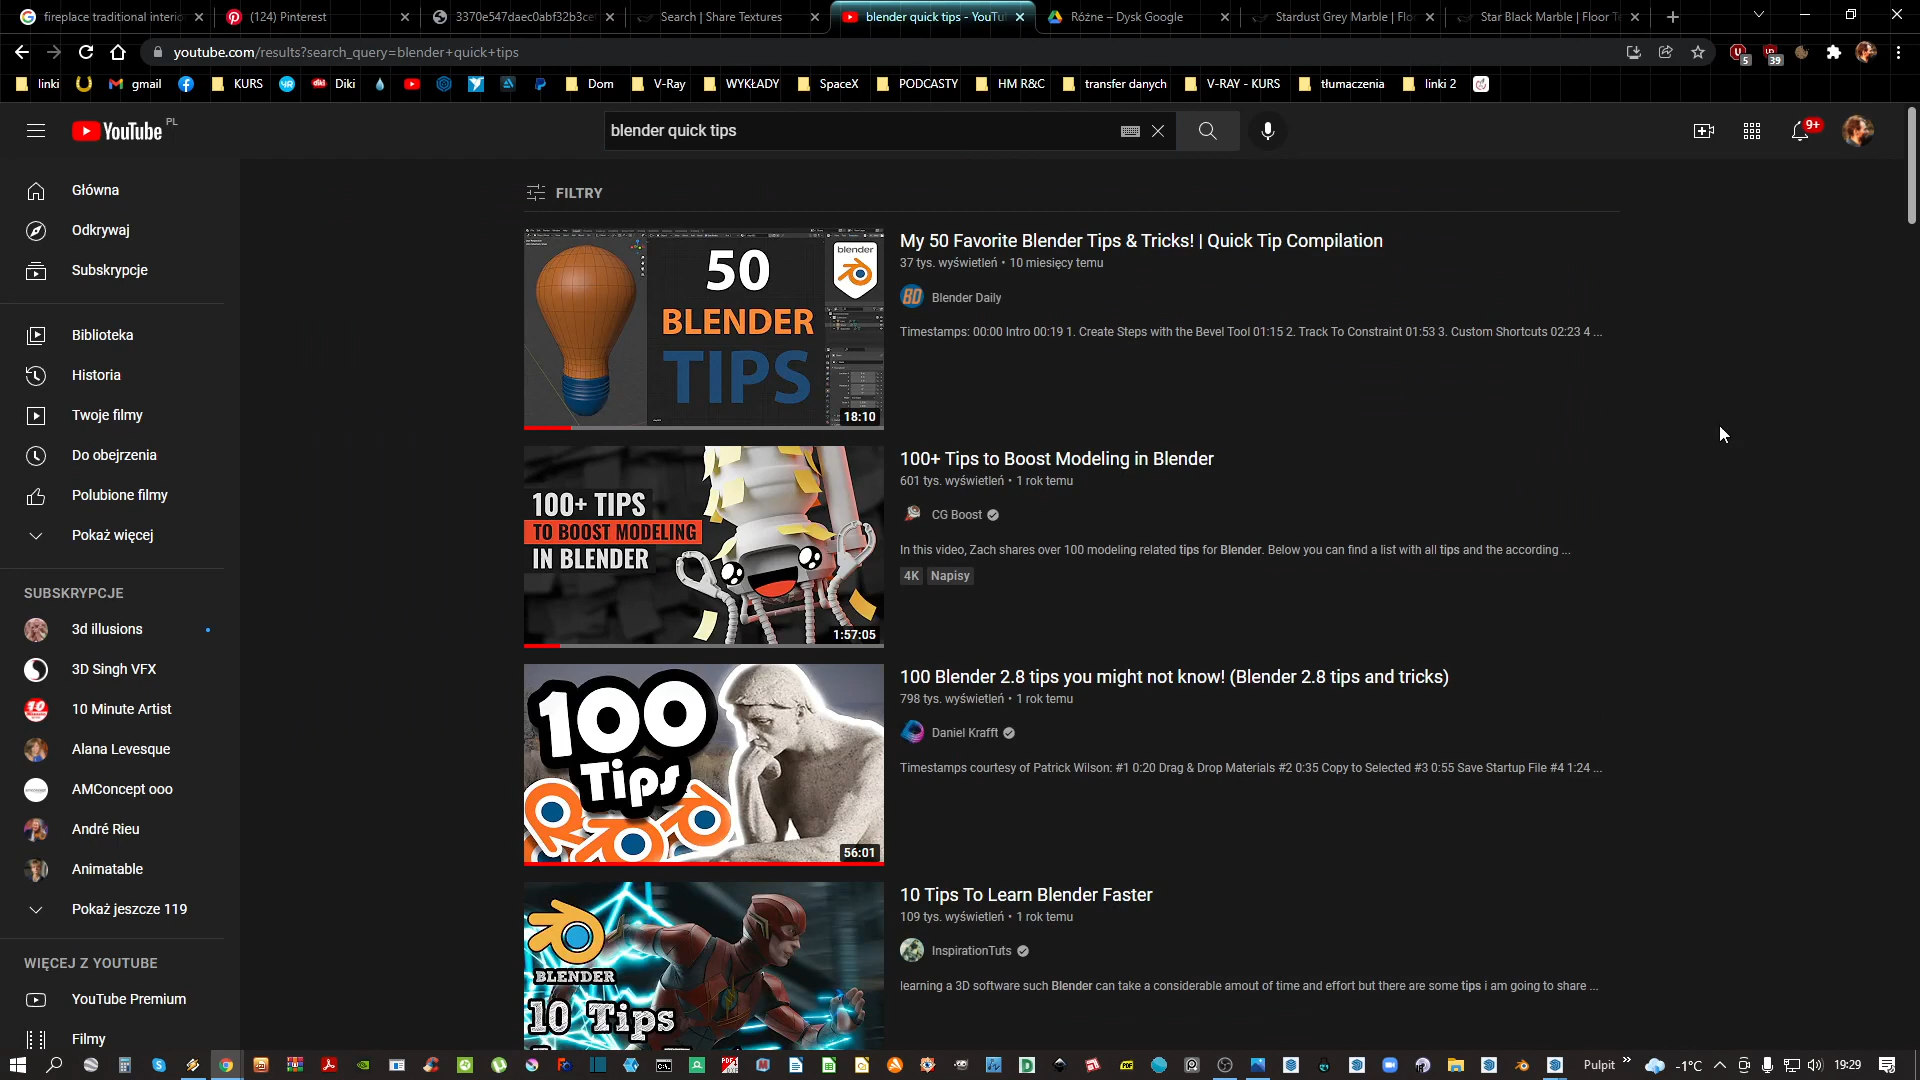 fireplace traditional interio
(124) Pinterest
3370e547daec0abf32b3ce
Search | Share Textures
blender quick tips - YouTu
Różne – Dysk Google
Stardust Grey Marble | Flo
Star Black Marble | Floor T
youtube.com/results?search_query=blender+quick+tips
5
39
linki
gmail
KURS
Diki
Dom
V-Ray
WYKŁADY
SpaceX
PODCASTY
HM R&C
transfer danych
V-RAY - KURS
tłumaczenia
linki 2
YouTube PL
blender quick tips
9+
Główna
Odkrywaj
Subskrypcje
Biblioteka
Historia
Twoje filmy
Do obejrzenia
Polubione filmy
Pokaż więcej
SUBSKRYPCJE
3d illusions
3D Singh VFX
10 Minute Artist
Alana Levesque
AMConcept ooo
André Rieu
Animatable
Pokaż jeszcze 119
WIĘCEJ Z YOUTUBE
YouTube Premium
Filmy
FILTRY
50
BLENDER
TIPS
blender
18:10
My 50 Favorite Blender Tips & Tricks! | Quick Tip Compilation
37 tys. wyświetleń • 10 miesięcy temu
BD
Blender Daily
Timestamps: 00:00 Intro 00:19 1. Create Steps with the Bevel Tool 01:15 2. Track To Constraint 01:53 3. Custom Shortcuts 02:23 4 ...
100+ TIPS
TO BOOST MODELING
IN BLENDER
1:57:05
100+ Tips to Boost Modeling in Blender
601 tys. wyświetleń • 1 rok temu
CG Boost
In this video, Zach shares over 100 modeling related tips for Blender. Below you can find a list with all tips and the according ...
4K
Napisy
100
Tips
56:01
100 Blender 2.8 tips you might not know! (Blender 2.8 tips and tricks)
798 tys. wyświetleń • 1 rok temu
Daniel Krafft
Timestamps courtesy of Patrick Wilson: #1 0:20 Drag & Drop Materials #2 0:35 Copy to Selected #3 0:55 Save Startup File #4 1:24 ...
BLENDER
10 Tips
10 Tips To Learn Blender Faster
109 tys. wyświetleń • 1 rok temu
InspirationTuts
learning a 3D software such Blender can take a considerable amout of time and effort but there are some tips i am going to share ...
Pulpit
-1°C
19:29